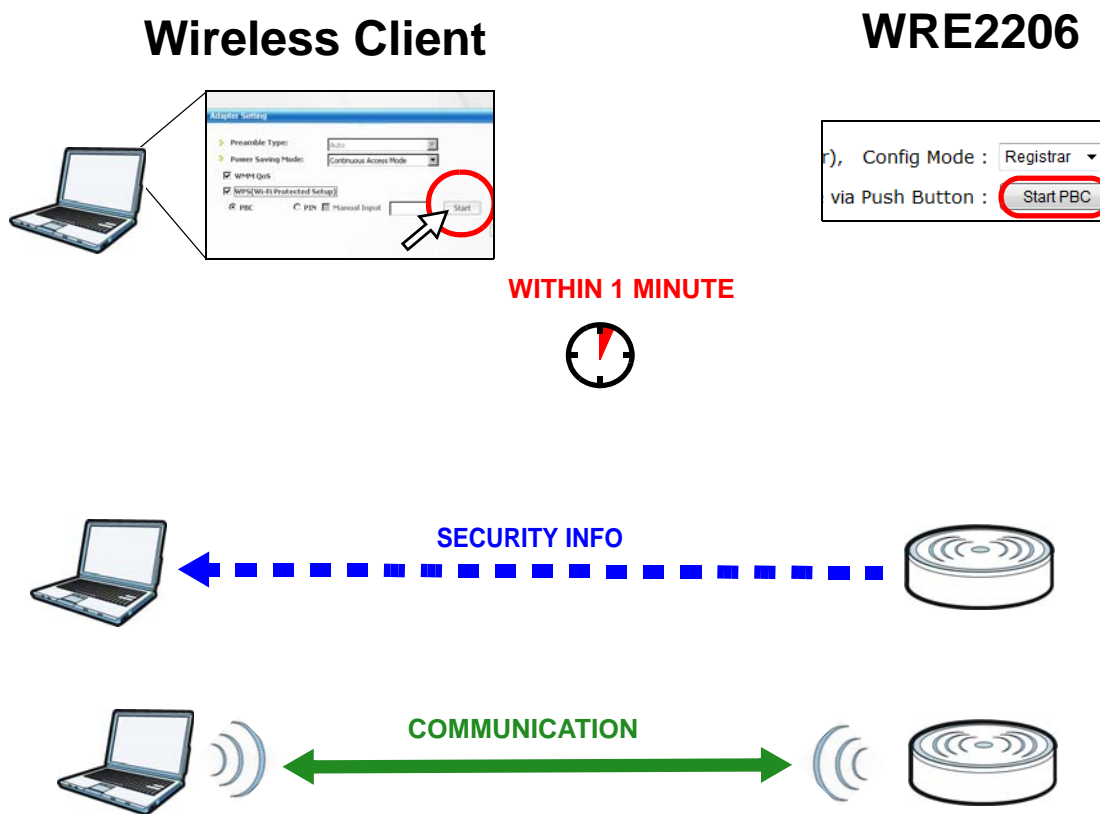 Wireless Client
WRE2206
Adapter Setting
Preamble Type: Auto
Power Saving Mode: Continuous Access Mode
WMM QoS
WPS(Wi-Fi Protected Setup)
PBC PIN Manual Input Start
r), Config Mode : Registrar
via Push Button : Start PBC
WITHIN 1 MINUTE
SECURITY INFO
COMMUNICATION